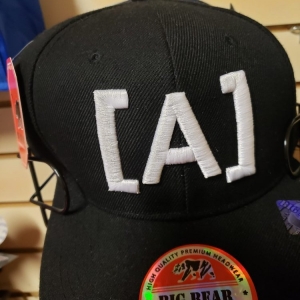 [A]
HIGH QUALITY PREMIUM HEADWEAR
BIG BEAR